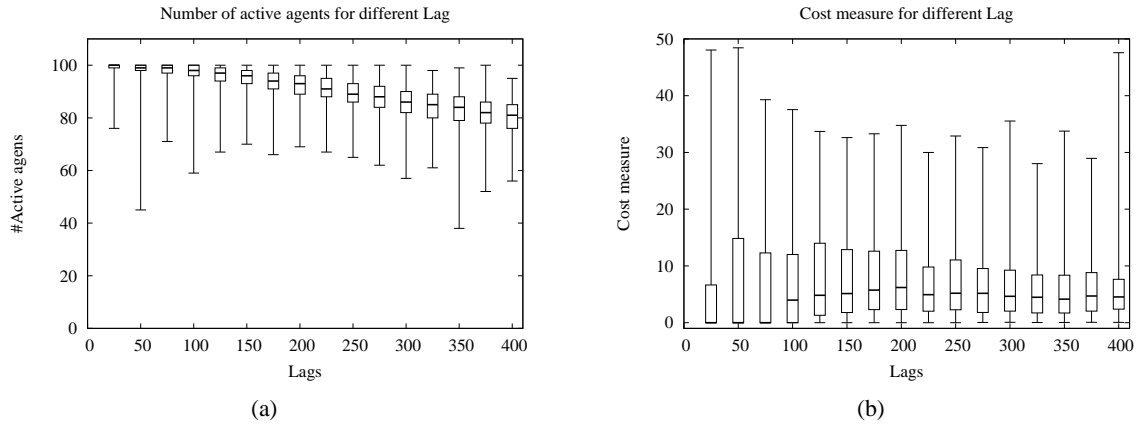 Number of active agents for different Lag
100
80
60
40
20
0
#Active agens
0 50 100 150 200 250 300 350 400
Lags
(a)
Cost measure for different Lag
50
40
30
20
10
0
Cost measure
0 50 100 150 200 250 300 350 400
Lags
(b)